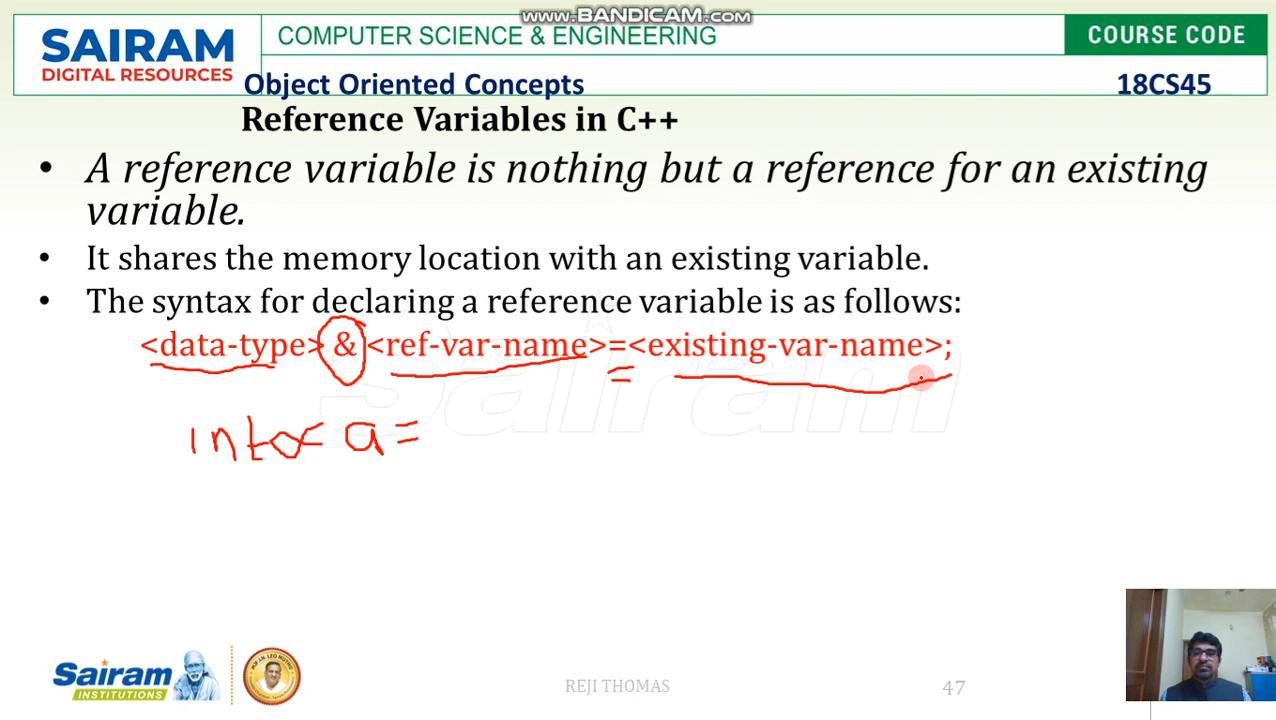 www.BANDICAM.com
SAIRAM
DIGITAL RESOURCES
COMPUTER SCIENCE & ENGINEERING
COURSE CODE
Object Oriented Concepts
18CS45
Reference Variables in C++
• A reference variable is nothing but a reference for an existing
variable.
• It shares the memory location with an existing variable.
• The syntax for declaring a reference variable is as follows:
<data-type> & <ref-var-name>=<existing-var-name>;
Sairam
int & a =
Sairam
INSTITUTIONS
REJI THOMAS
47